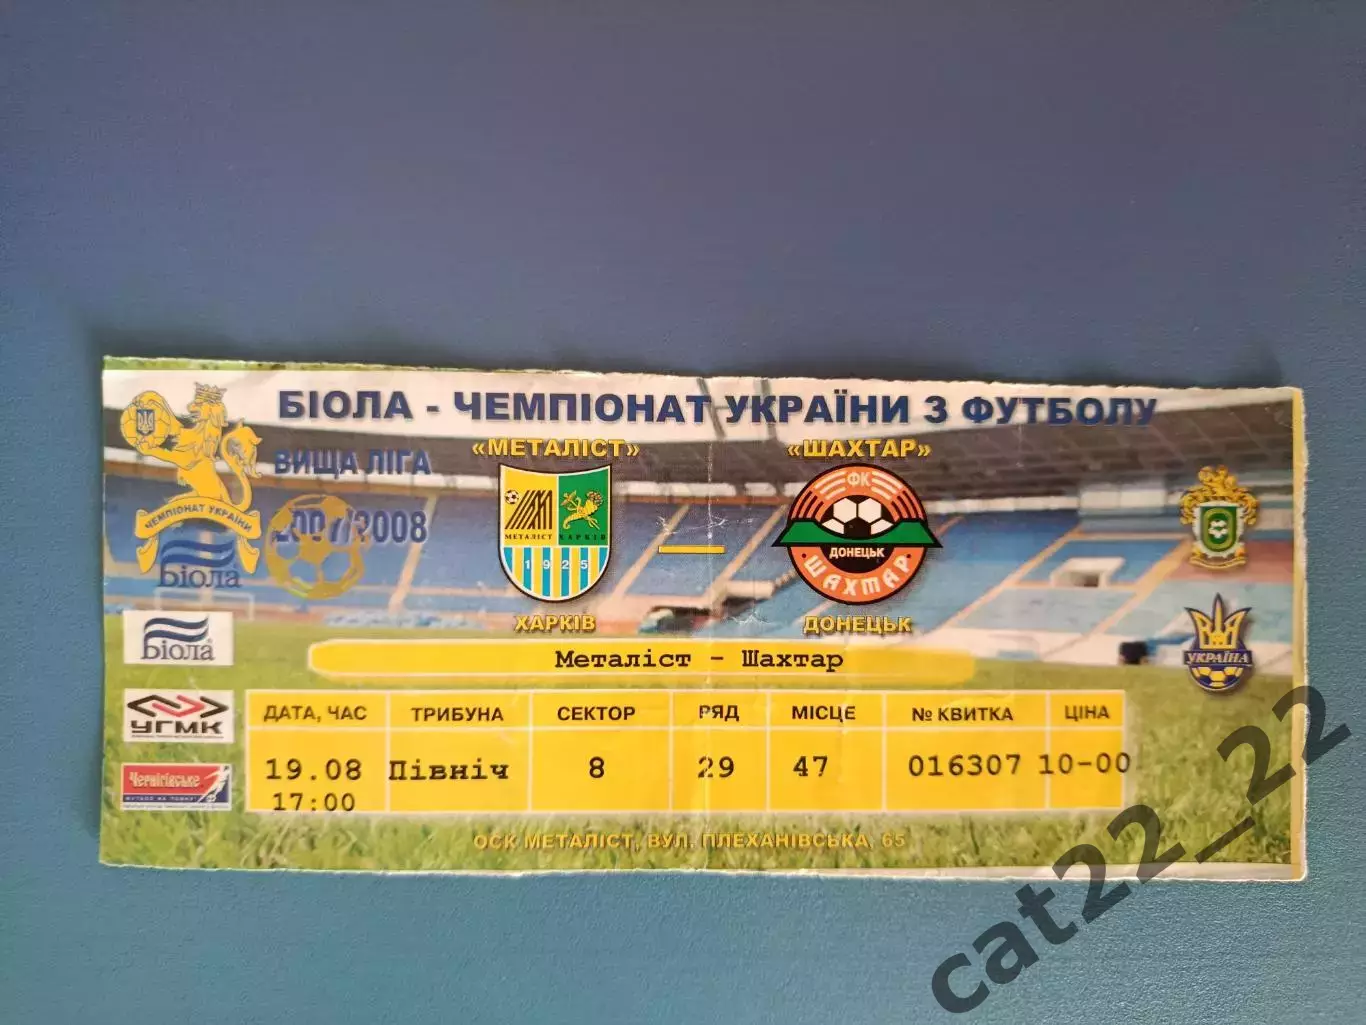 БІОЛА - ЧЕМПІОНАТ УКРАЇНИ З ФУТБОЛУ
ВИЩА ЛІГА
2007/2008
ЧЕМПІОНАТ УКРАЇНИ
Біола
«МЕТАЛІСТ»
МЕТАЛІСТ ХАРКІВ
1925
ХАРКІВ
«ШАХТАР»
ФК
ДОНЕЦЬК
ШАХТАР
ДОНЕЦЬК
УКРАЇНА
Біола
УГМК
Чернігівське
Металіст - Шахтар
ДАТА, ЧАС ТРИБУНА СЕКТОР РЯД МІСЦЕ № КВИТКА ЦІНА
19.08 Північ 8 29 47 016307 10-00
17:00
ОСК МЕТАЛІСТ, ВУЛ. ПЛЕХАНІВСЬКА, 65
cat22_22